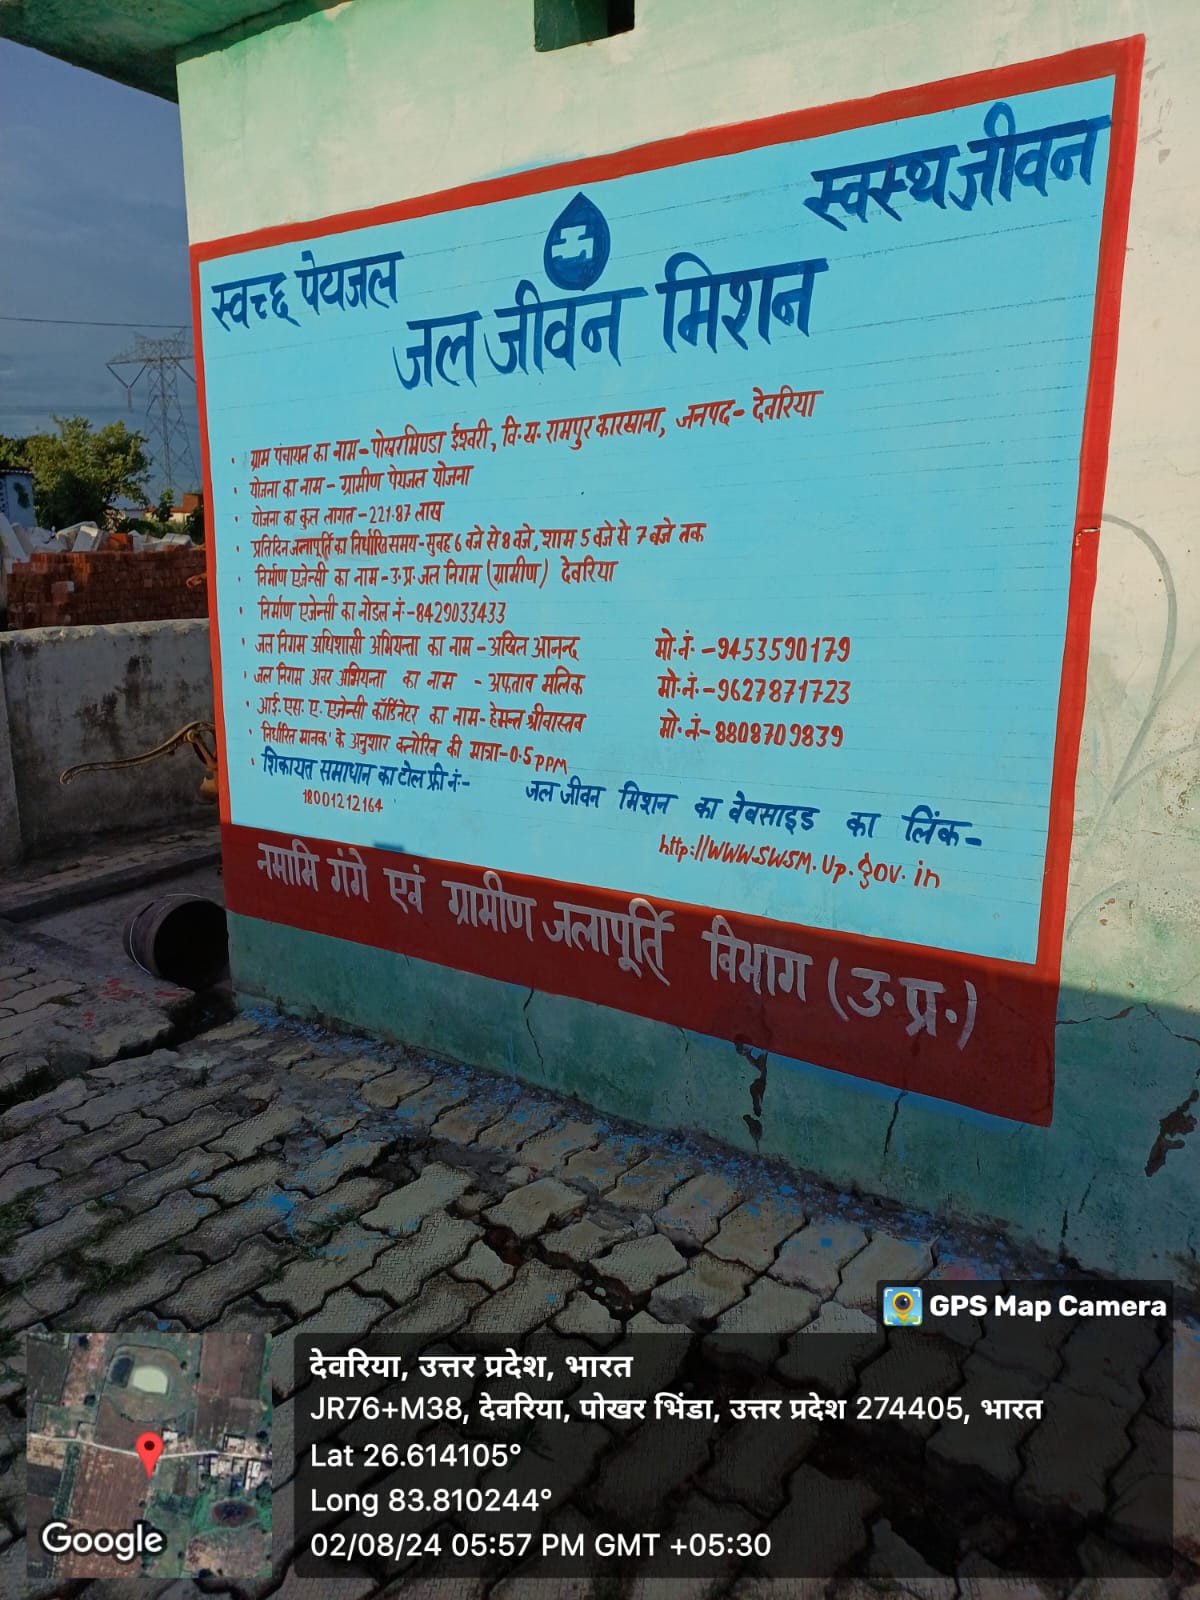 स्वच्छ पेयजल
स्वस्थ जीवन
जल जीवन मिशन
• ग्राम पंचायत का नाम - पोखरभिण्डा ईश्वरी, वि.ख. रामपुर कारखाना, जनपद - देवरिया
• योजना का नाम - ग्रामीण पेयजल योजना
• योजना का कुल लागत - 221.87 लाख
• प्रतिदिन जलापूर्ति का निर्धारित समय - सुबह 6 बजे से 8 बजे, शाम 5 बजे से 7 बजे तक
• निर्माण एजेन्सी का नाम - उ.प्र. जल निगम (ग्रामीण) देवरिया
• निर्माण एजेन्सी का नोडल नं. - 8429033433
• जल निगम अधिशासी अभियन्ता का नाम - अखिल आनन्द मो. नं. - 9453590179
• जल निगम अवर अभियन्ता का नाम - अफताब मलिक मो. नं. - 9627871723
• आई. एस. ए. एजेन्सी कॉर्डिनेटर का नाम - हेमन्त श्रीवास्तव मो. नं. - 8808709839
• 'निर्धारित मानक' के अनुशार क्लोरिन की मात्रा - 0.5 PPM
• शिकायत समाधान का टोल फ्री नं. -
18001212164
जल जीवन मिशन का वेबसाइड का लिंक -
http://www.swsm.up.gov.in
नमामि गंगे एवं ग्रामीण जलापूर्ति विभाग (उ.प्र.)
GPS Map Camera
देवरिया, उत्तर प्रदेश, भारत
JR76+M38, देवरिया, पोखर भिंडा, उत्तर प्रदेश 274405, भारत
Lat 26.614105°
Long 83.810244°
02/08/24 05:57 PM GMT +05:30
Google